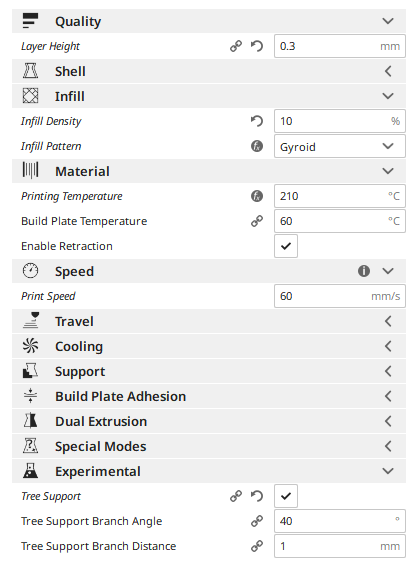 Quality
Layer Height 0.3 mm
Shell
Infill
Infill Density 10 %
Infill Pattern Gyroid
Material
Printing Temperature 210 °C
Build Plate Temperature 60 °C
Enable Retraction
Speed
Print Speed 60 mm/s
Travel
Cooling
Support
Build Plate Adhesion
Dual Extrusion
Special Modes
Experimental
Tree Support
Tree Support Branch Angle 40 °
Tree Support Branch Distance 1 mm